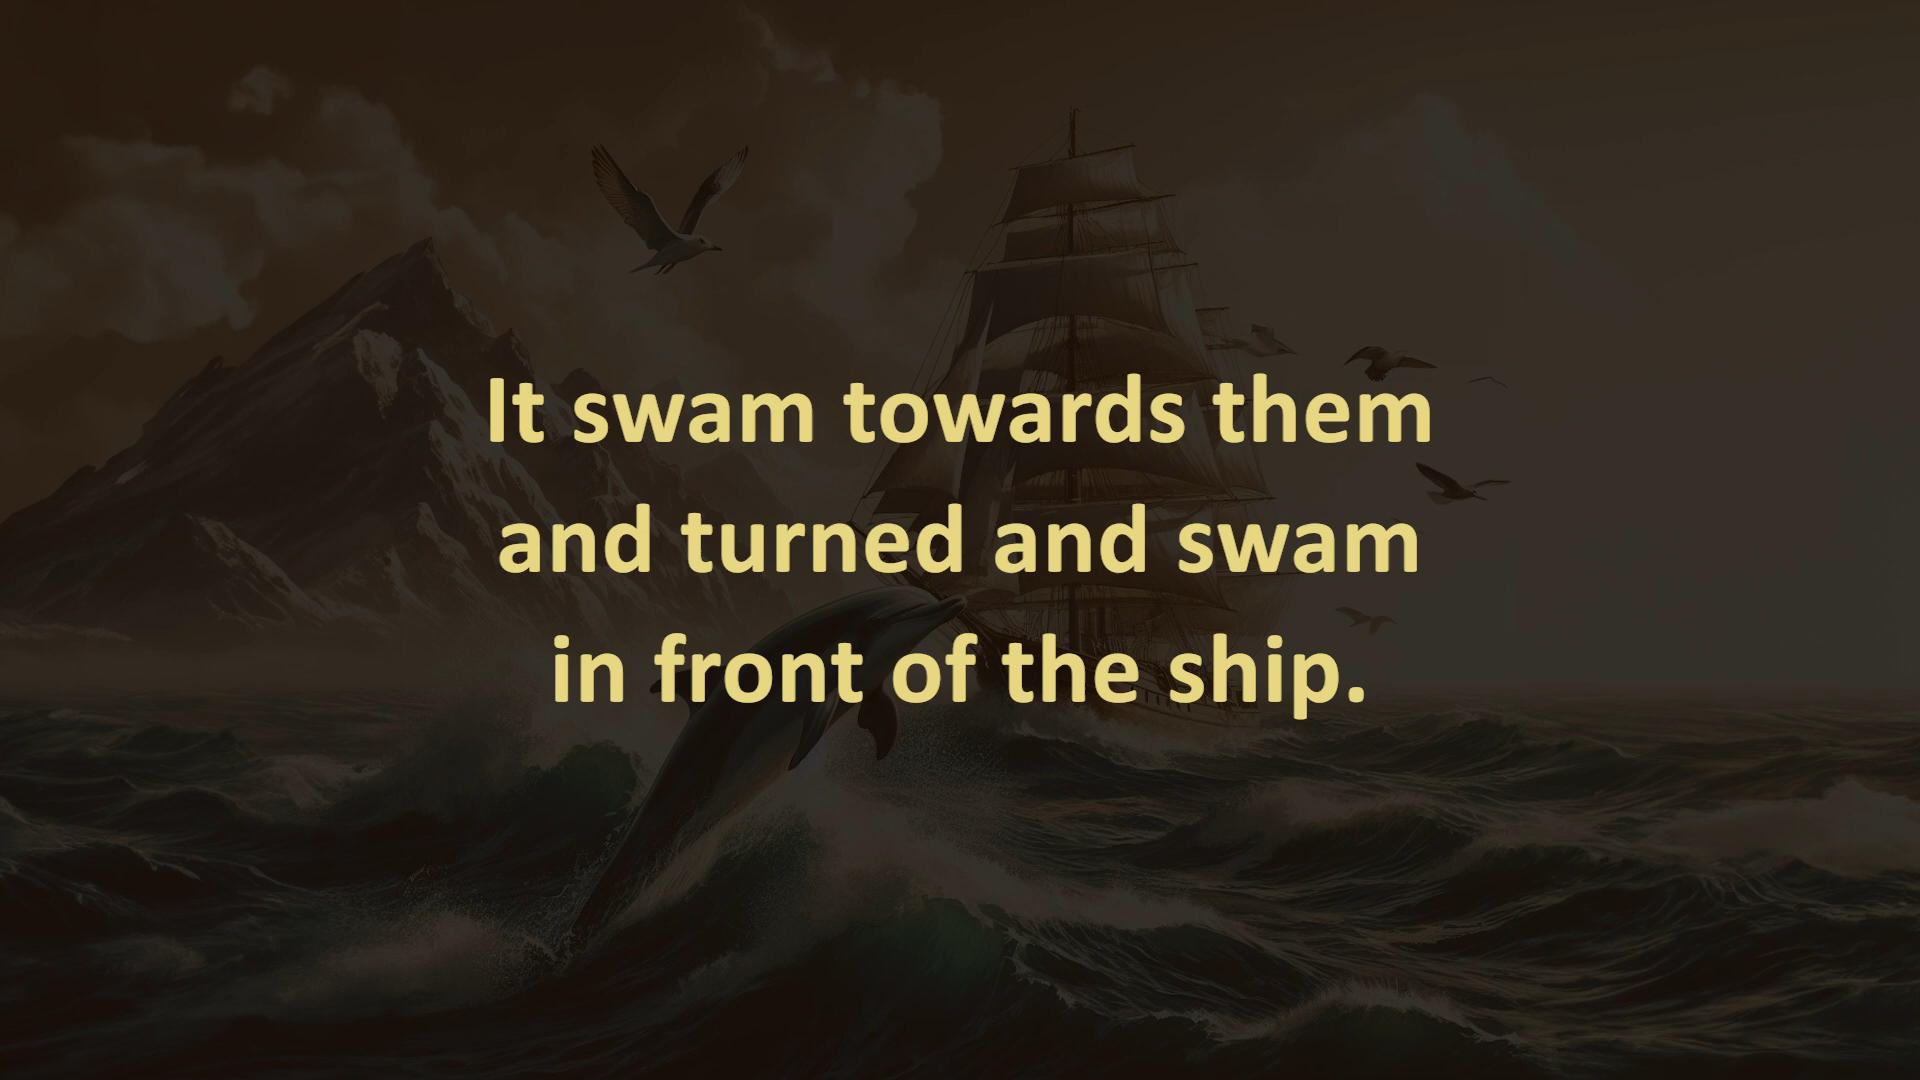 It swam towards them
and turned and swam
in front of the ship.